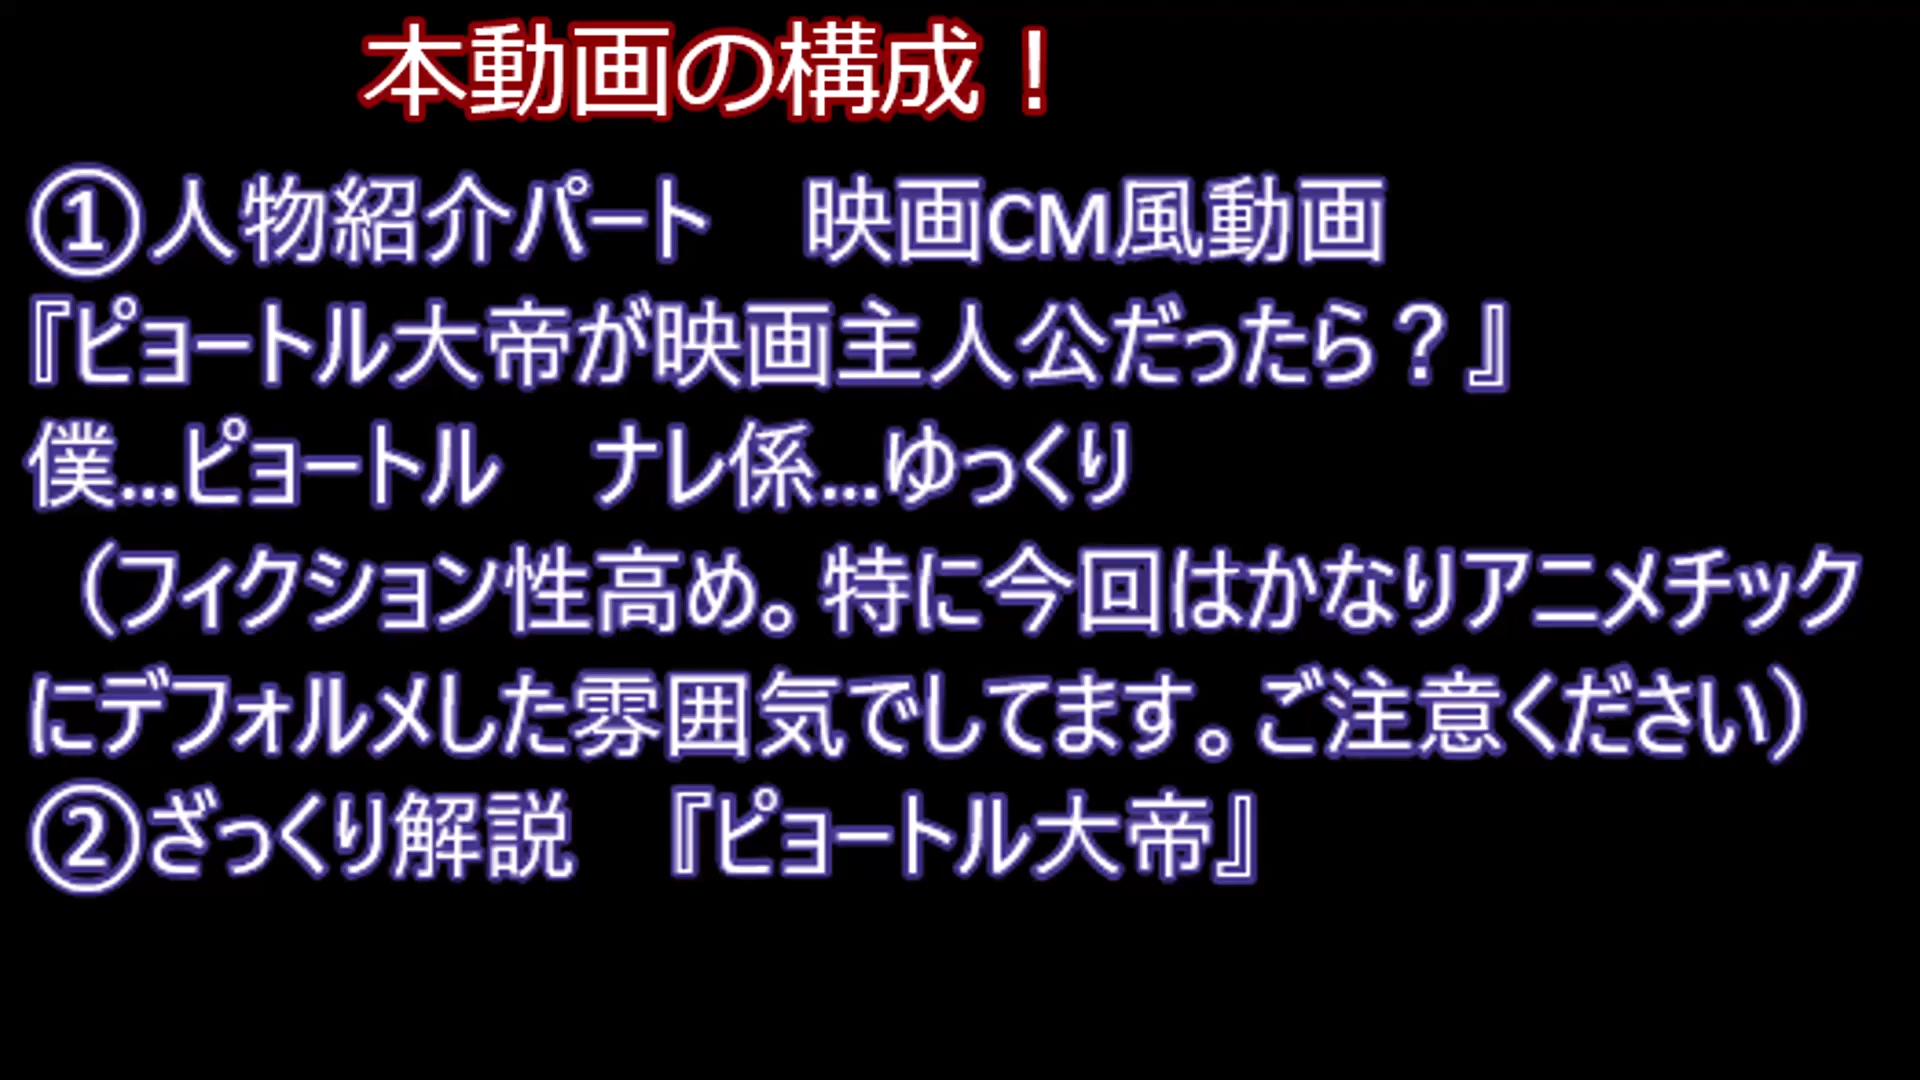 本動画の構成！
①人物紹介パート　映画CM風動画
『ピョートル大帝が映画主人公だったら？』
僕…ピョートル　ナレ係…ゆっくり
（フィクション性高め。特に今回はかなりアニメチック
にデフォルメした雰囲気でしてます。ご注意ください）
②ざっくり解説　『ピョートル大帝』